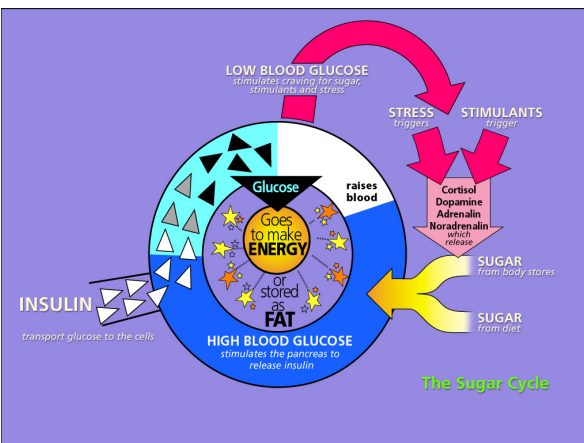 LOW BLOOD GLUCOSE
stimulates craving for sugar,
stimulants and stress
STRESS
triggers
STIMULANTS
trigger
Cortisol
Dopamine
Adrenalin
Noradrenalin
which
release
SUGAR
from body stores
SUGAR
from diet
raises
blood
Glucose
Goes
to make
ENERGY
or
stored
as
FAT
INSULIN
transport glucose to the cells
HIGH BLOOD GLUCOSE
stimulates the pancreas to
release insulin
The Sugar Cycle